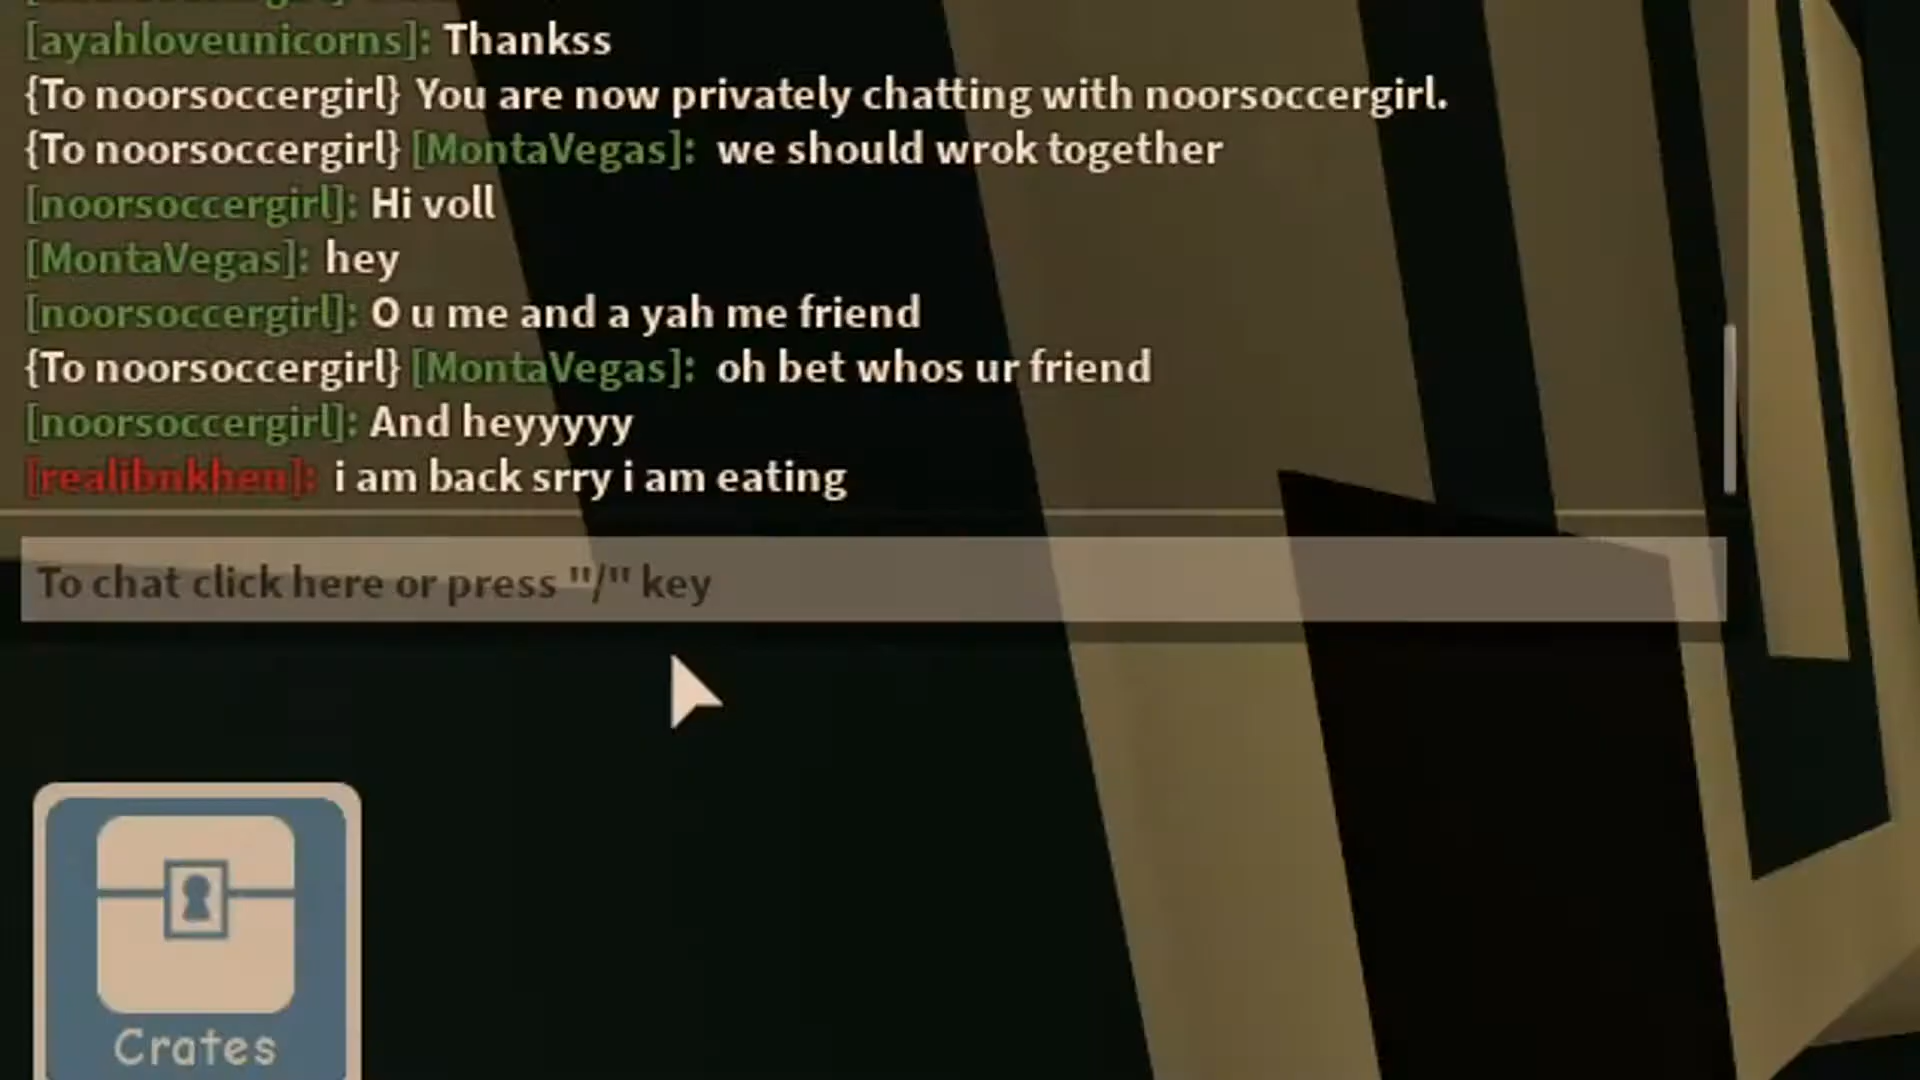 [ayahloveunicorns]: Thankss
{To noorsoccergirl} You are now privately chatting with noorsoccergirl.
{To noorsoccergirl} [MontaVegas]: we should wrok together
[noorsoccergirl]: Hi voll
[MontaVegas]: hey
[noorsoccergirl]: O u me and a yah me friend
{To noorsoccergirl} [MontaVegas]: oh bet whos ur friend
[noorsoccergirl]: And heyyyyy
[realibnkhen]: i am back srry i am eating
To chat click here or press "/" key
Crates